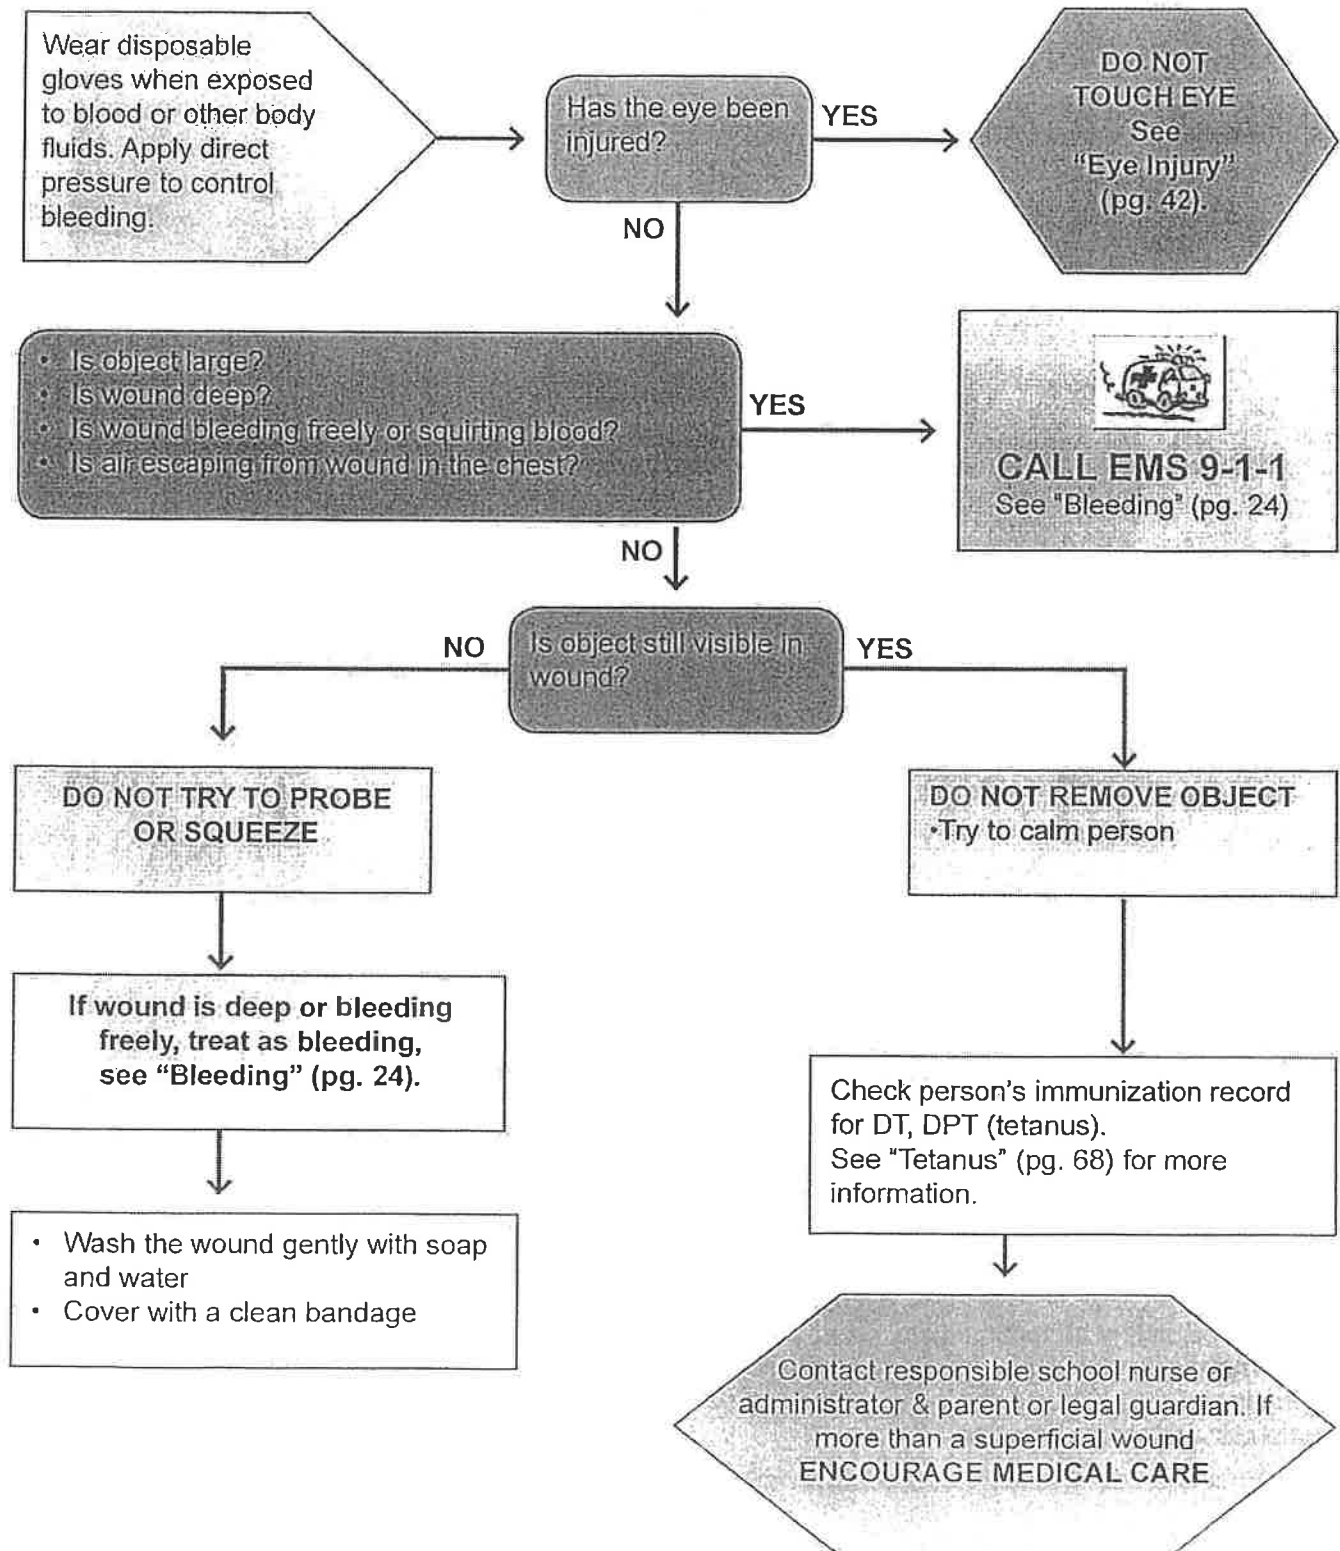 Wear disposable
gloves when exposed
to blood or other body
fluids. Apply direct
pressure to control
bleeding.
Has the eye been
injured?
YES
DO NOT
TOUCH EYE
See
“Eye Injury”
(pg. 42).
NO
• Is object large?
• Is wound deep?
• Is wound bleeding freely or squirting blood?
• Is air escaping from wound in the chest?
YES
CALL EMS 9-1-1
See "Bleeding" (pg. 24)
NO
Is object still visible in
wound?
NO
YES
DO NOT TRY TO PROBE
OR SQUEEZE
DO NOT REMOVE OBJECT
•Try to calm person
If wound is deep or bleeding
freely, treat as bleeding,
see “Bleeding” (pg. 24).
Check person’s immunization record
for DT, DPT (tetanus).
See "Tetanus" (pg. 68) for more
information.
• Wash the wound gently with soap
and water
• Cover with a clean bandage
Contact responsible school nurse or
administrator & parent or legal guardian. If
more than a superficial wound
ENCOURAGE MEDICAL CARE